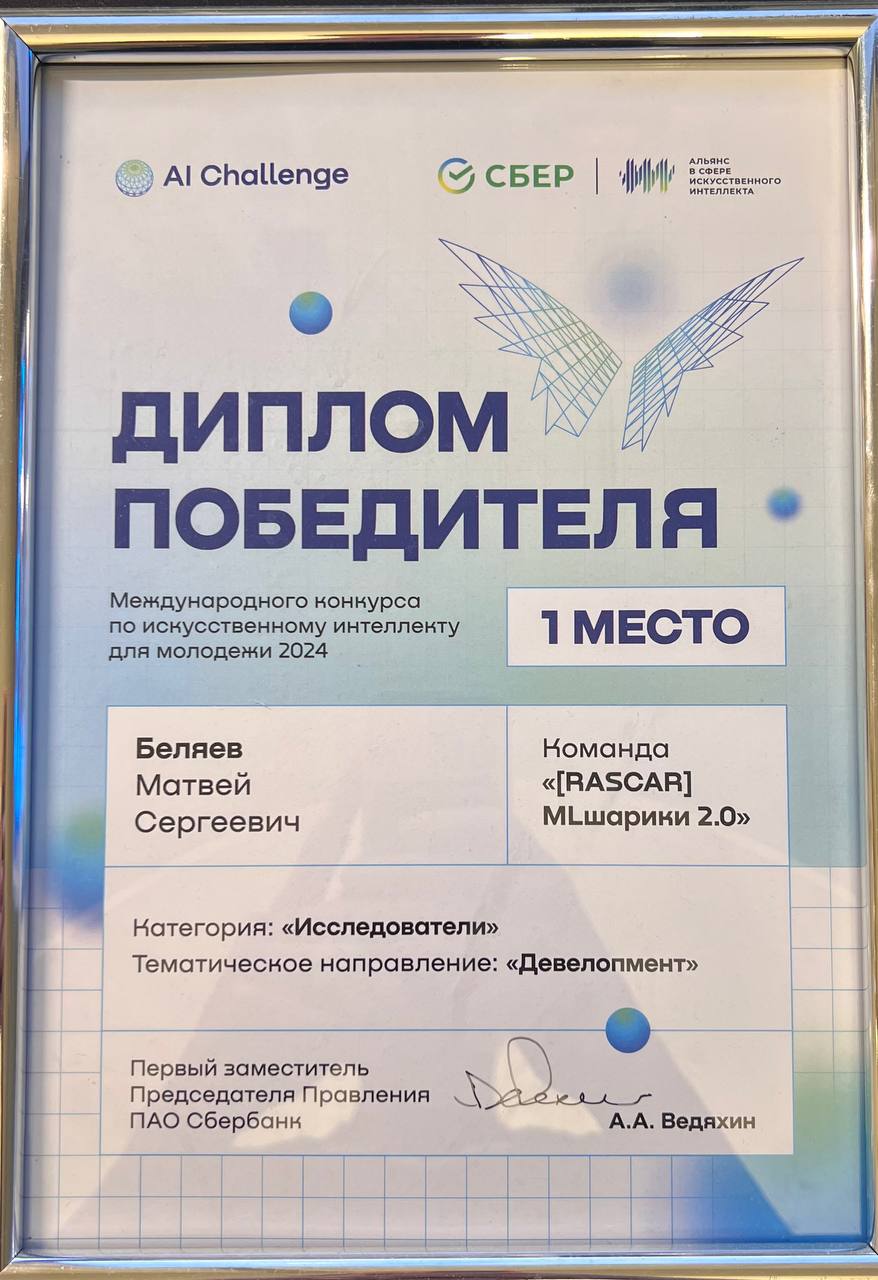 AI Challenge
СБЕР
АЛЬЯНС
В СФЕРЕ
ИСКУССТВЕННОГО
ИНТЕЛЛЕКТА
ДИПЛОМ
ПОБЕДИТЕЛЯ
Международного конкурса
по искусственному интеллекту
для молодежи 2024
1 МЕСТО
Беляев
Матвей
Сергеевич
Команда
«[RASCAR]
MLшарики 2.0»
Категория: «Исследователи»
Тематическое направление: «Девелопмент»
Первый заместитель
Председателя Правления
ПАО Сбербанк
А.А. Ведяхин